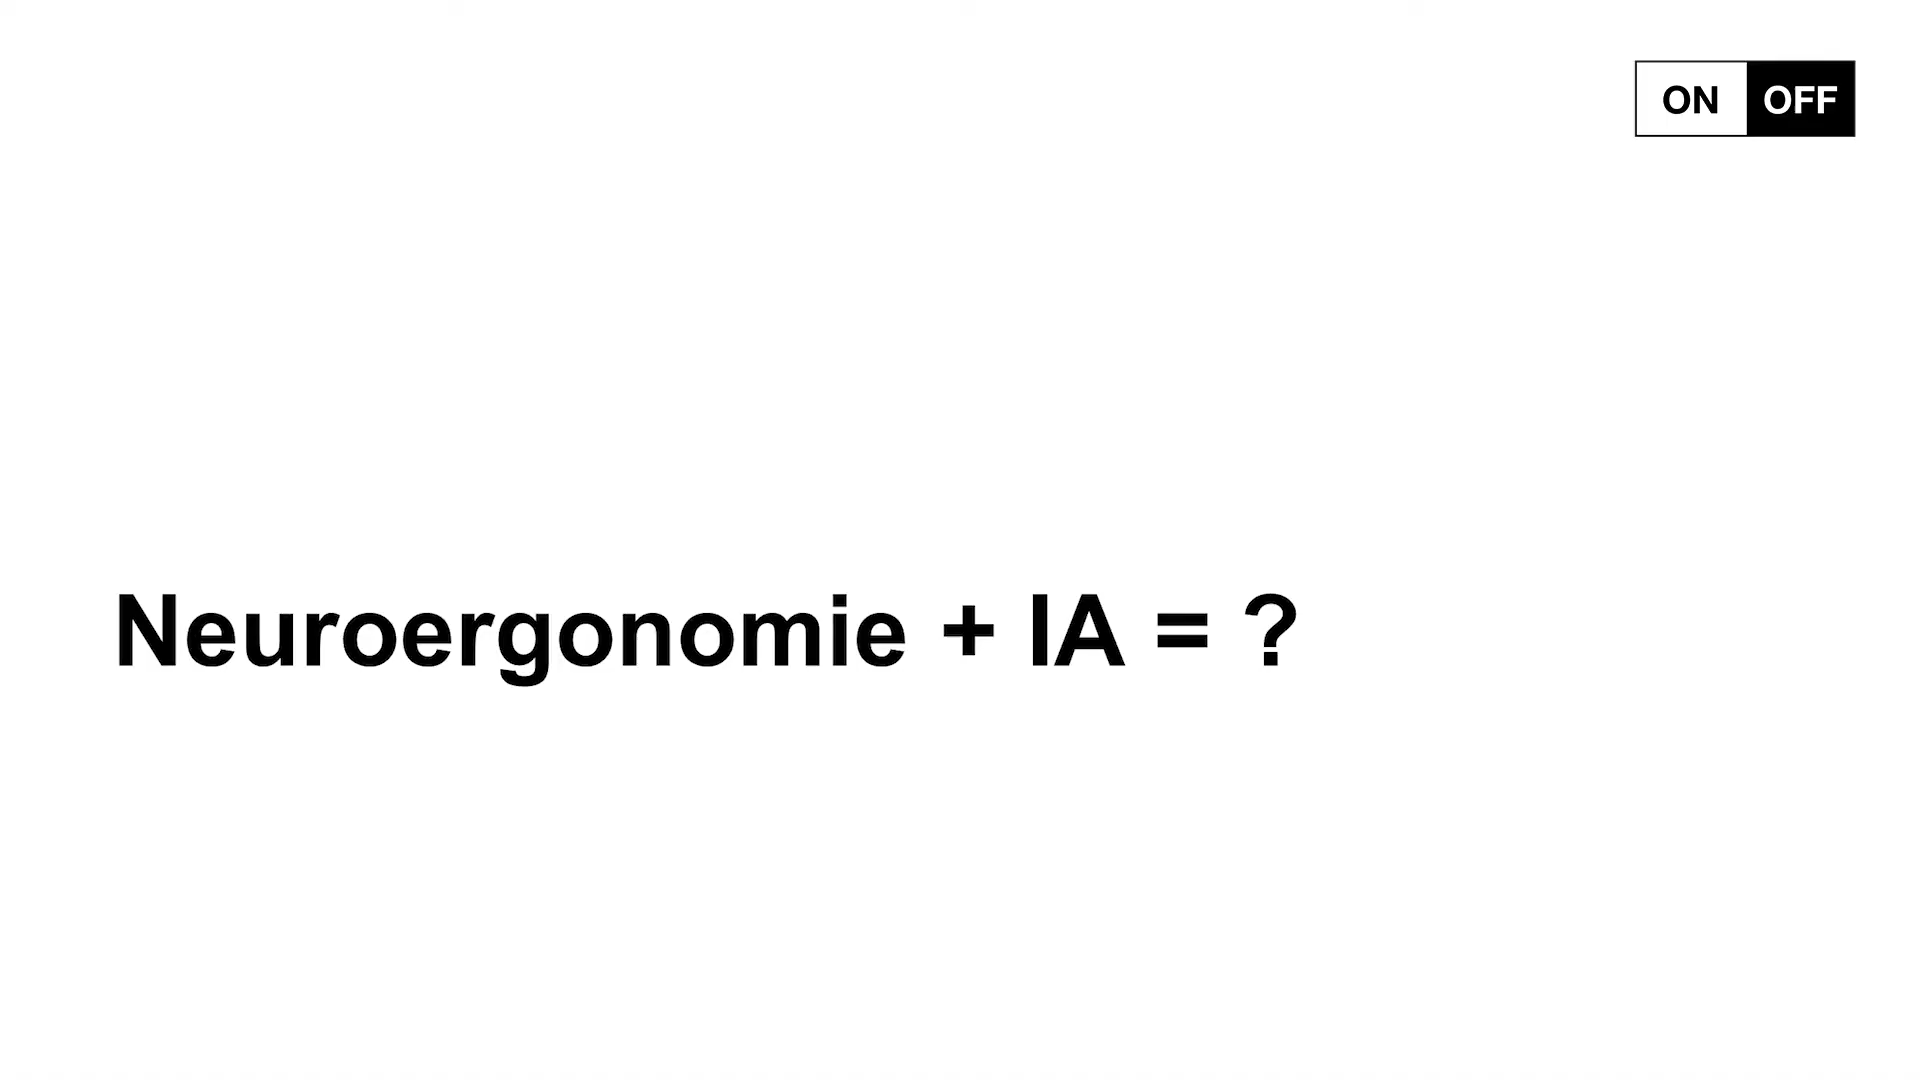 ON OFF
Neuroergonomie + IA = ?